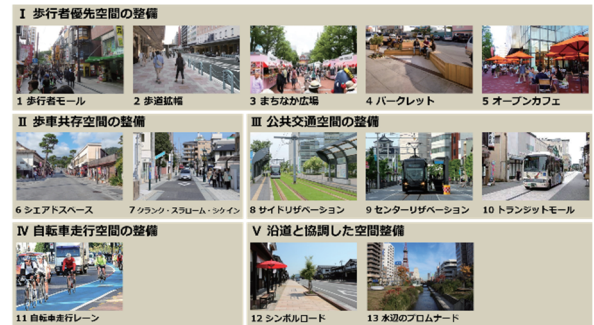 Ⅰ 歩行者優先空間の整備
1 歩行者モール
2 歩道拡幅
3 まちなか広場
4 パークレット
5 オープンカフェ
Ⅱ 歩車共存空間の整備
6 シェアドスペース
7 クランク・スラローム・シケイン
Ⅲ 公共交通空間の整備
8 サイドリザベーション
9 センターリザベーション
10 トランジットモール
Ⅳ 自転車走行空間の整備
11 自転車走行レーン
Ⅴ 沿道と協調した空間整備
12 シンボルロード
13 水辺のプロムナード